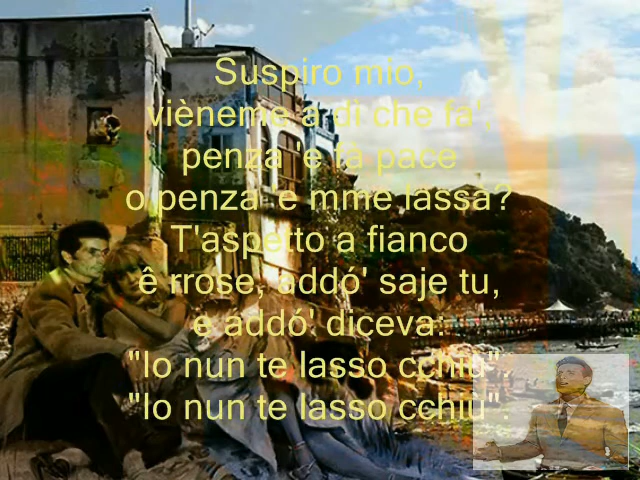 Suspiro mio,
vièneme a dì che fa',
penza 'e fà pace
o penza 'e mme lassà?
T'aspetto a fianco
ê rrose, addó' saje tu,
e addó' diceva:
"Io nun te lasso cchiù".
"Io nun te lasso cchiù".